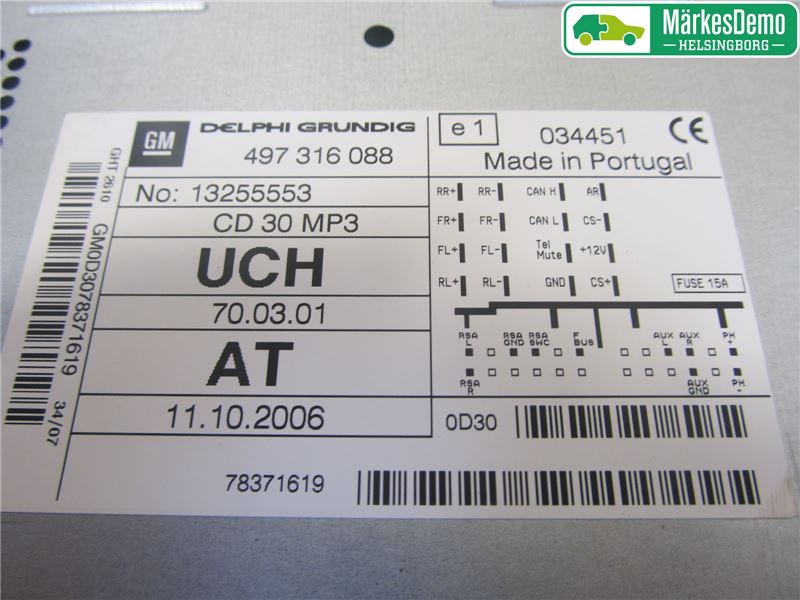 MärkesDemo
HELSINGBORG
GM
DELPHI GRUNDIG
497 316 088
No: 13255553
CD 30 MP3
UCH
70.03.01
AT
11.10.2006
GHT 2610
GM0D3078371619
34/07
e1
034451
CE
Made in Portugal
RR+ RR- CAN H AR
FR+ FR- CAN L CS-
FL+ FL- Tel Mute +12V
RL+ RL- GND CS+
FUSE 15A
RSA L RSA GND RSA SWC F BUS AUX L AUX R PH +
RSA R AUX GND PH -
0D30
78371619